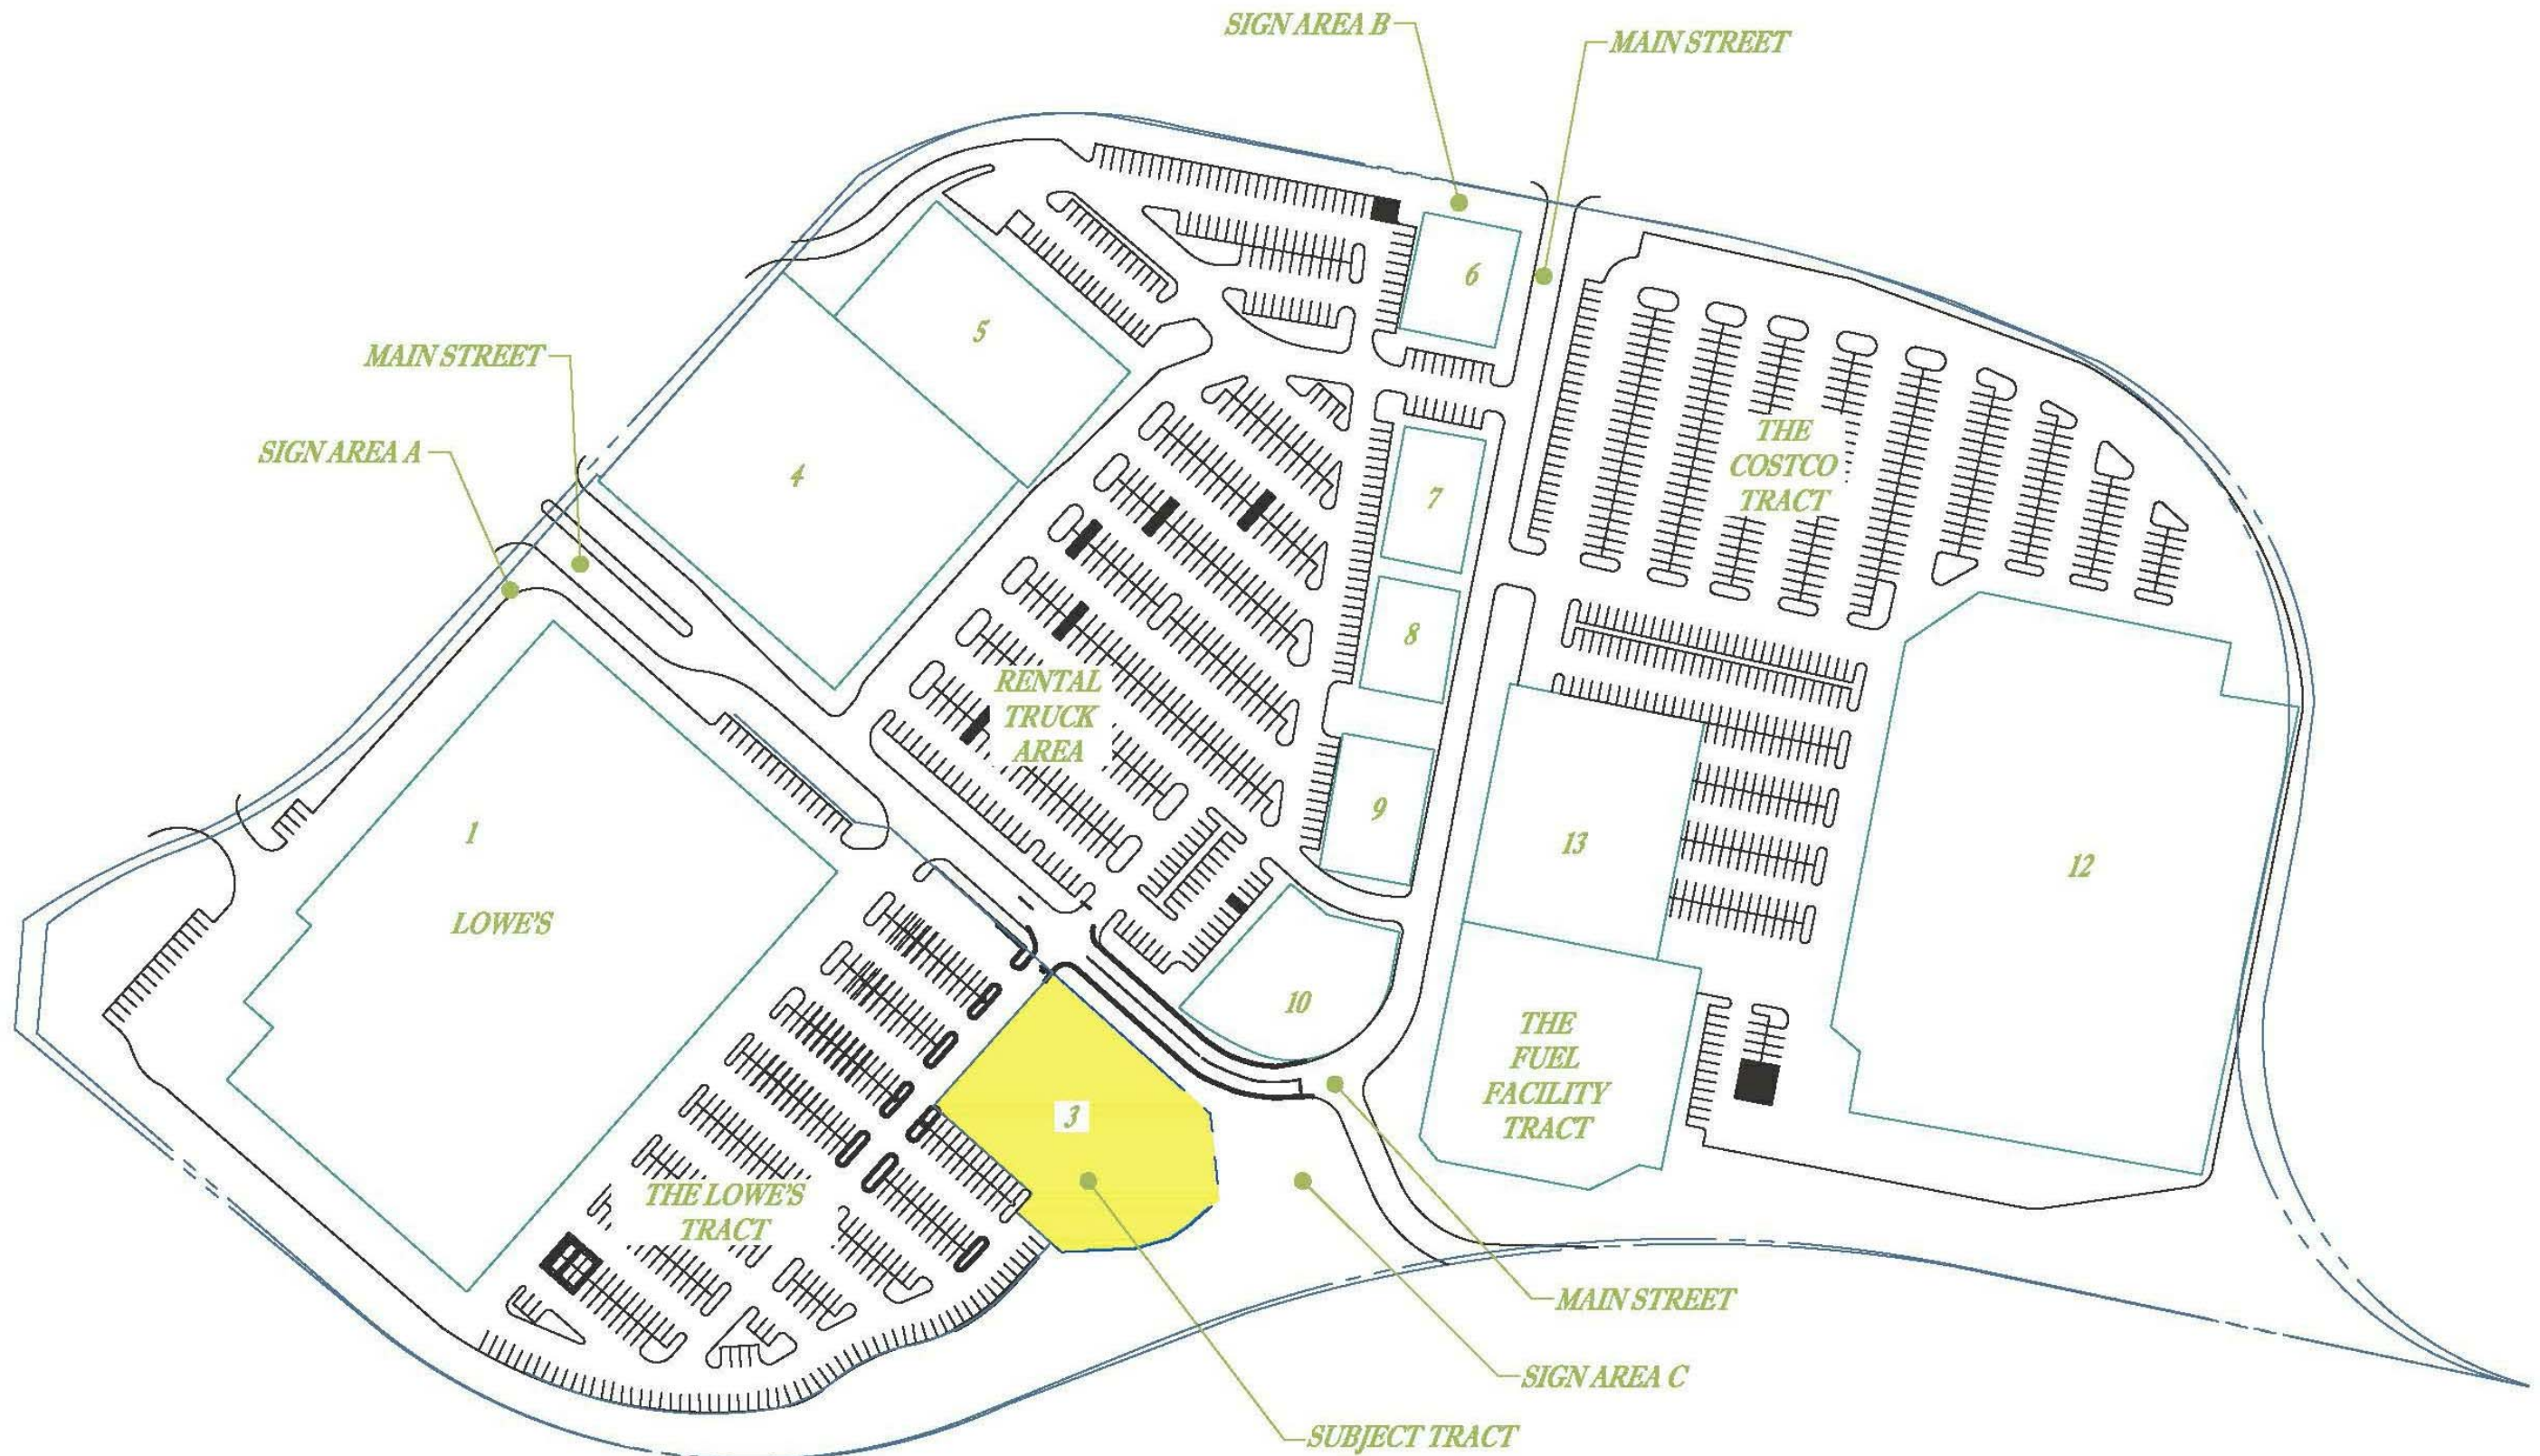 SIGN AREA B
MAIN STREET
6
5
MAIN STREET
THE
COSTCO
TRACT
SIGN AREA A
4
7
8
RENTAL
TRUCK
AREA
9
1
13
12
LOWE'S
10
THE
FUEL
FACILITY
TRACT
3
THE LOWE'S
TRACT
MAIN STREET
SIGN AREA C
SUBJECT TRACT